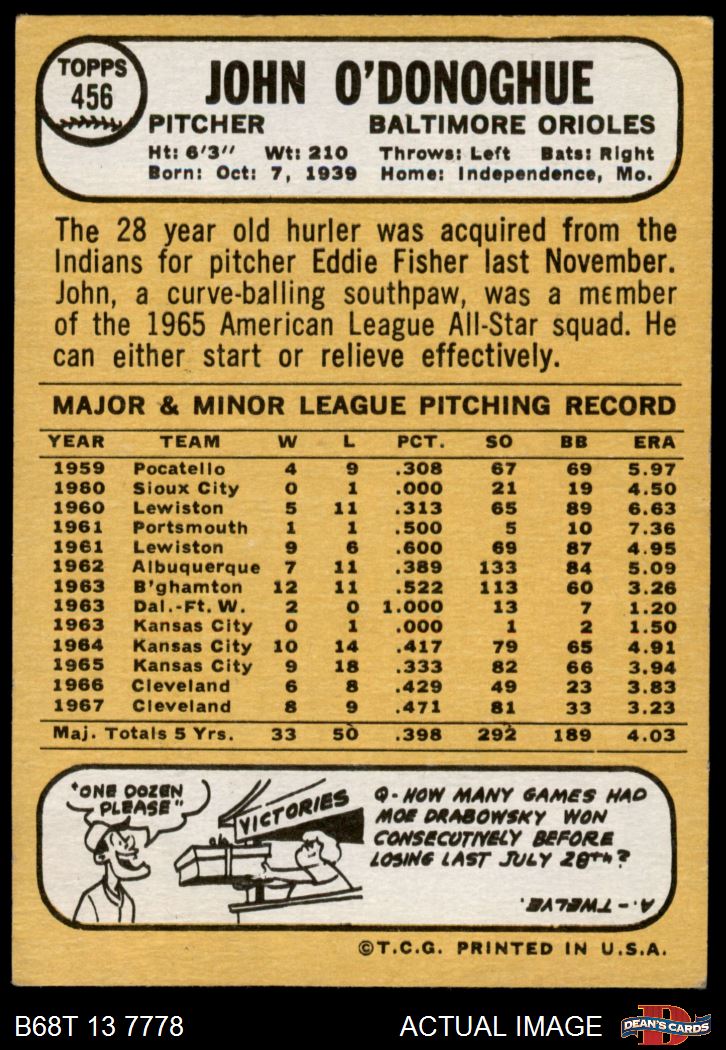 TOPPS
456
JOHN O'DONOGHUE
PITCHER BALTIMORE ORIOLES
Ht: 6'3" Wt: 210 Throws: Left Bats: Right
Born: Oct: 7, 1939 Home: Independence, Mo.
The 28 year old hurler was acquired from the
Indians for pitcher Eddie Fisher last November.
John, a curve-balling southpaw, was a member
of the 1965 American League All-Star squad. He
can either start or relieve effectively.
MAJOR & MINOR LEAGUE PITCHING RECORD
YEAR TEAM W L PCT. SO BB ERA
1959 Pocatello 4 9 .308 67 69 5.97
1960 Sioux City 0 1 .000 21 19 4.50
1960 Lewiston 5 11 .313 65 89 6.63
1961 Portsmouth 1 1 .500 5 10 7.36
1961 Lewiston 9 6 .600 69 87 4.95
1962 Albuquerque 7 11 .389 133 84 5.09
1963 B'ghamton 12 11 .522 113 60 3.26
1963 Dal.-Ft. W. 2 0 1.000 13 7 1.20
1963 Kansas City 0 1 .000 1 2 1.50
1964 Kansas City 10 14 .417 79 65 4.91
1965 Kansas City 9 18 .333 82 66 3.94
1966 Cleveland 6 8 .429 49 23 3.83
1967 Cleveland 8 9 .471 81 33 3.23
Maj. Totals 5 Yrs. 33 50 .398 292 189 4.03
"ONE DOZEN
PLEASE"
VICTORIES
Q- HOW MANY GAMES HAD
MOE DRABOWSKY WON
CONSECUTIVELY BEFORE
LOSING LAST JULY 28TH?
A.- TWELVE.
©T.C.G. PRINTED IN U.S.A.
B68T 13 7778 ACTUAL IMAGE
D
DEAN'S CARDS